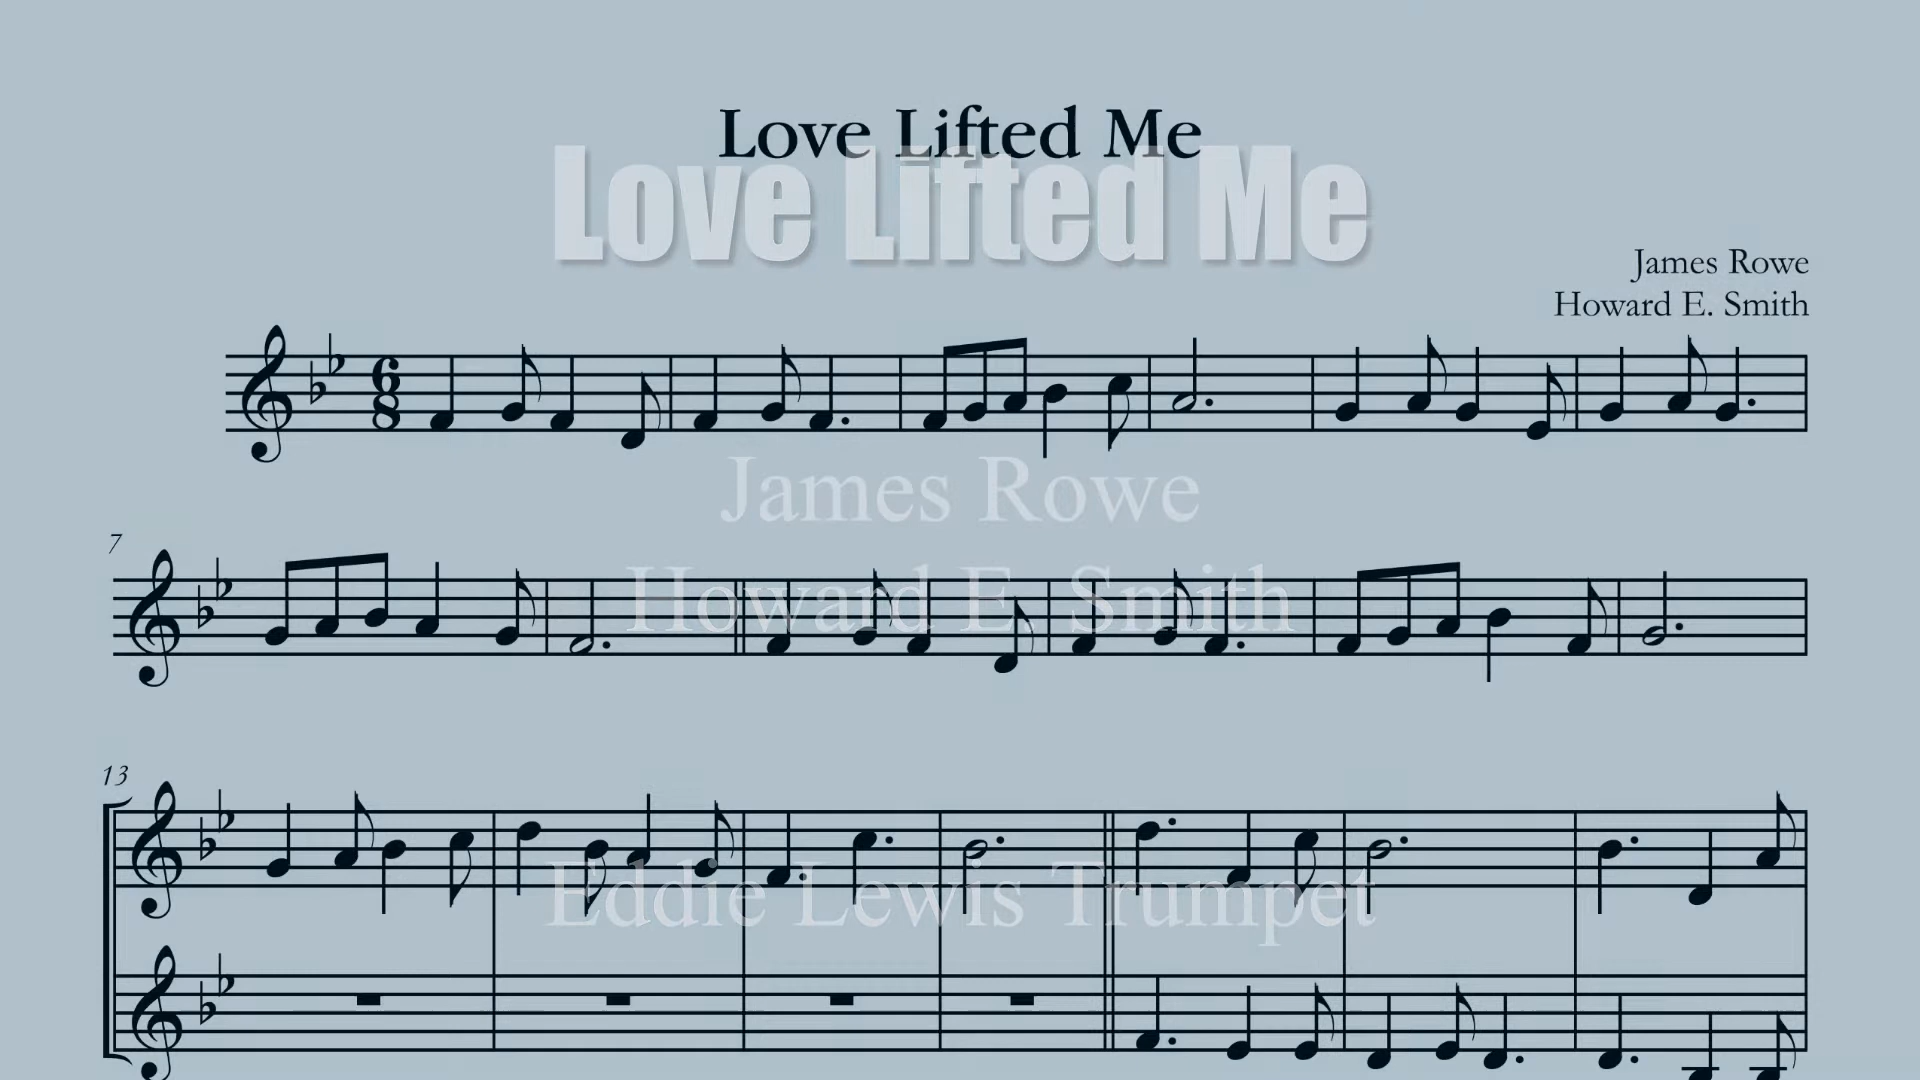 Love Lifted Me
Love Lifted Me
James Rowe
Howard E. Smith
6
8
James Rowe
7
Howard E. Smith
13
Eddie Lewis Trumpet